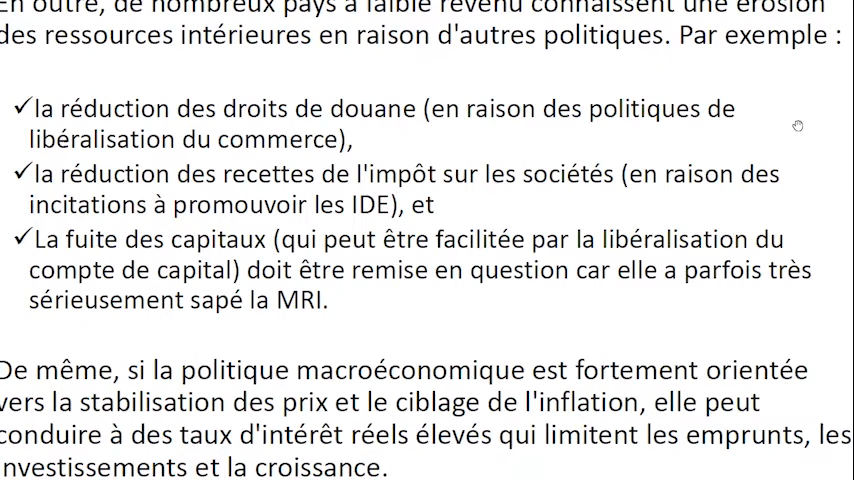 En outre, de nombreux pays à faible revenu connaissent une érosion
des ressources intérieures en raison d'autres politiques. Par exemple :
✓la réduction des droits de douane (en raison des politiques de
libéralisation du commerce),
✓la réduction des recettes de l'impôt sur les sociétés (en raison des
incitations à promouvoir les IDE), et
✓La fuite des capitaux (qui peut être facilitée par la libéralisation du
compte de capital) doit être remise en question car elle a parfois très
sérieusement sapé la MRI.
De même, si la politique macroéconomique est fortement orientée
vers la stabilisation des prix et le ciblage de l'inflation, elle peut
conduire à des taux d'intérêt réels élevés qui limitent les emprunts, les
investissements et la croissance.